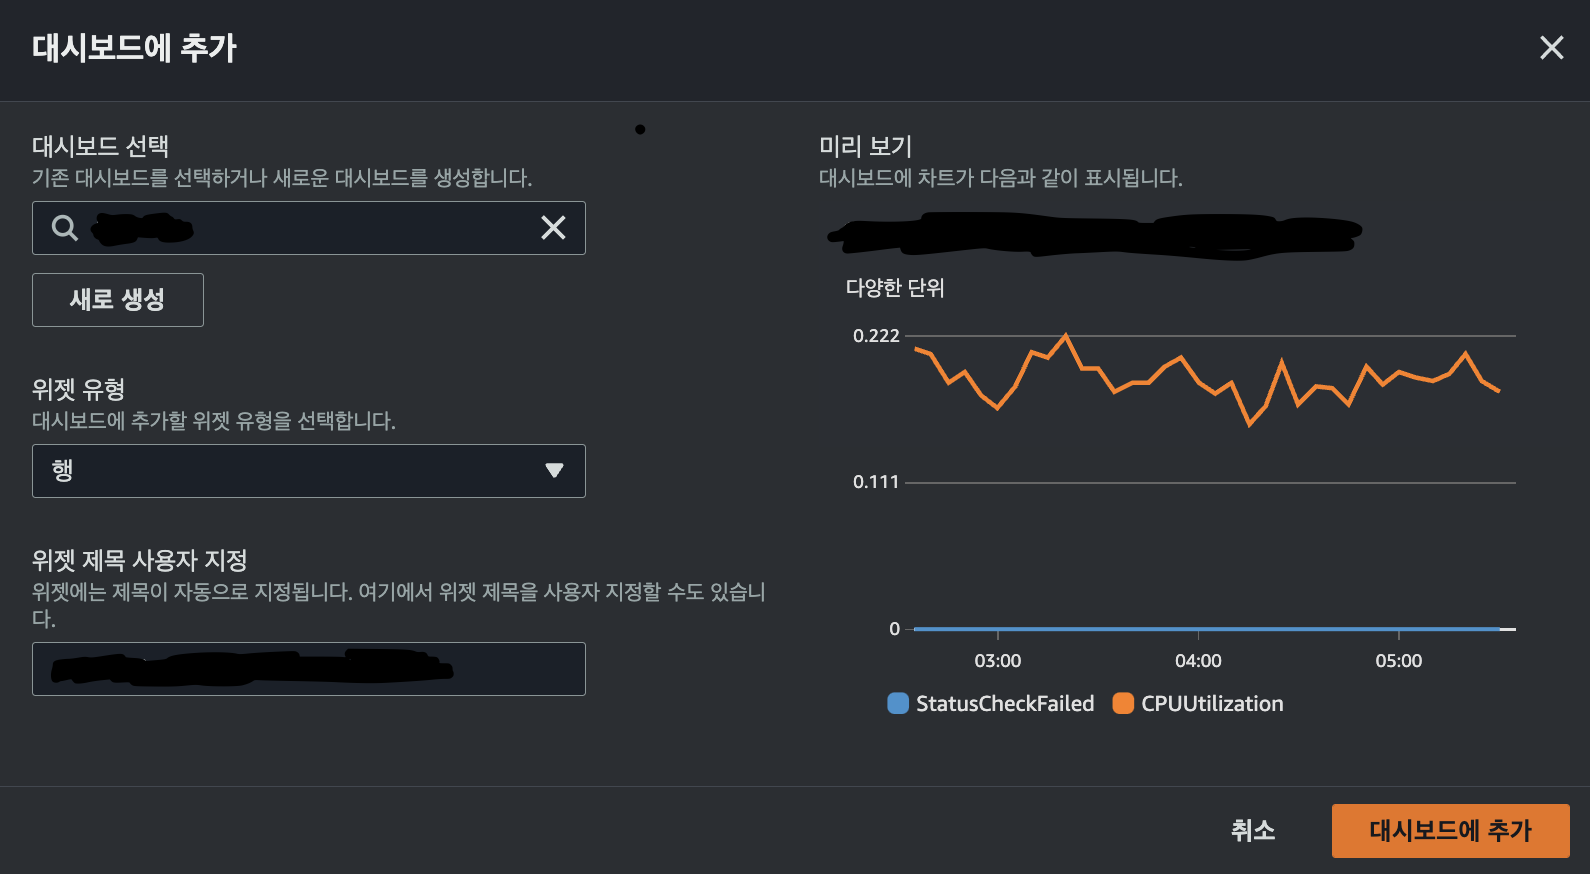 대시보드에 추가
대시보드 선택
기존 대시보드를 선택하거나 새로운 대시보드를 생성합니다.
새로 생성
위젯 유형
대시보드에 추가할 위젯 유형을 선택합니다.
행
위젯 제목 사용자 지정
위젯에는 제목이 자동으로 지정됩니다. 여기에서 위젯 제목을 사용자 지정할 수도 있습니
다.
미리 보기
대시보드에 차트가 다음과 같이 표시됩니다.
다양한 단위
0.222
0.111
0
03:00 04:00 05:00
StatusCheckFailed CPUUtilization
취소 대시보드에 추가